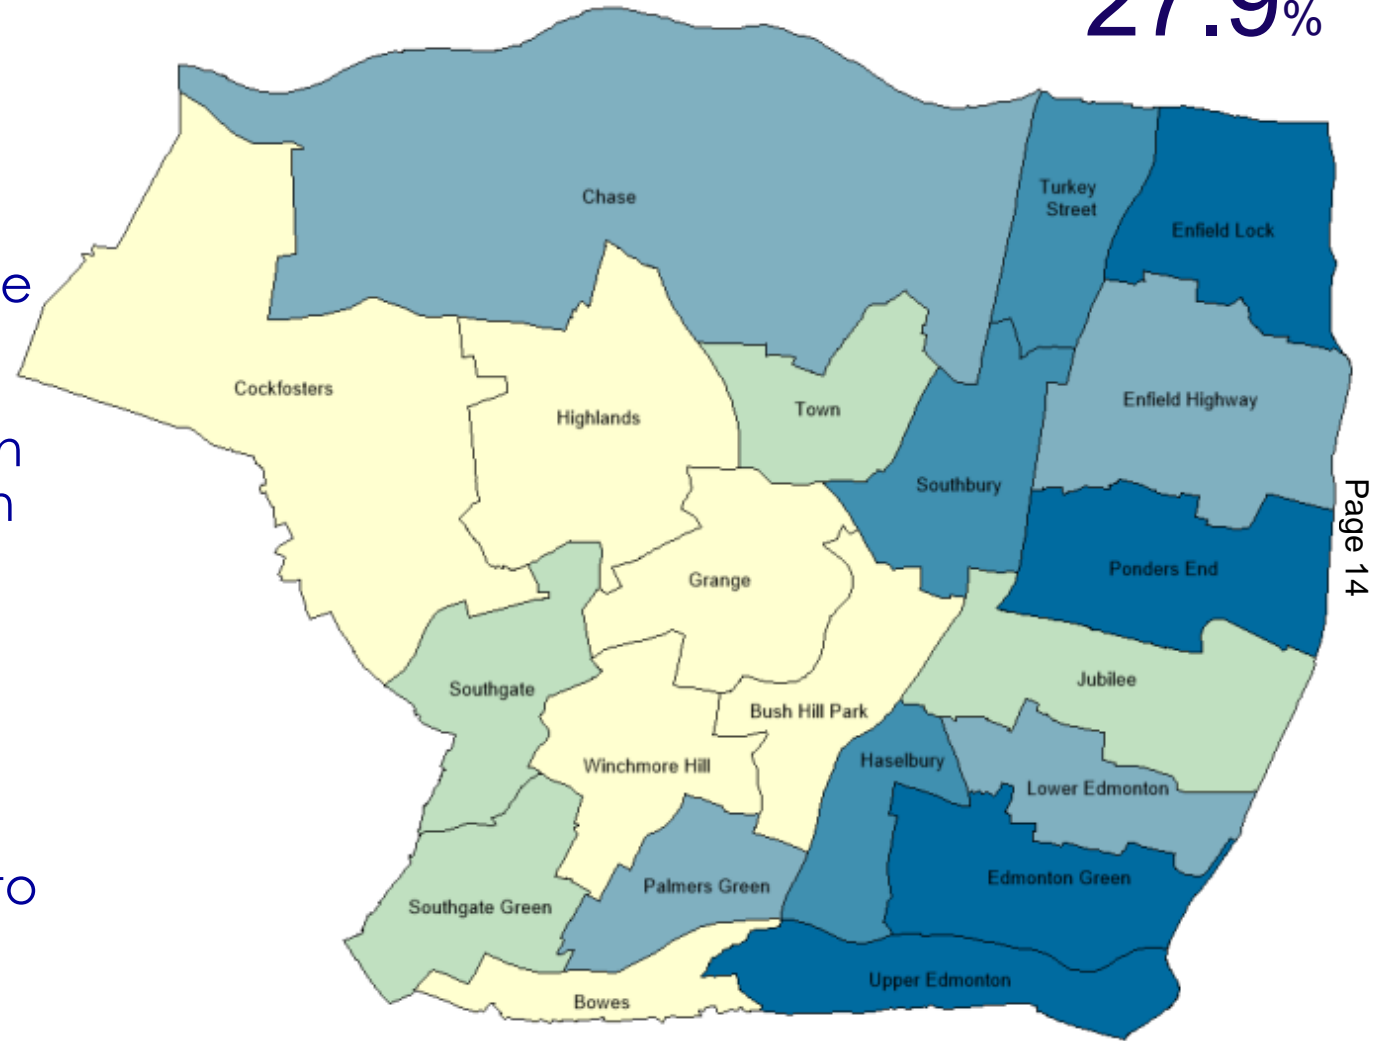 27.9%
Chase
Turkey
Street
Enfield Lock
e
Cockfosters
Highlands
Town
Enfield Highway
n
Southbury
n
Page 14
Grange
Ponders End
Southgate
Jubilee
Bush Hill Park
Winchmore Hill
Haselbury
Lower Edmonton
Palmers Green
Edmonton Green
ro
Southgate Green
Upper Edmonton
Bowes